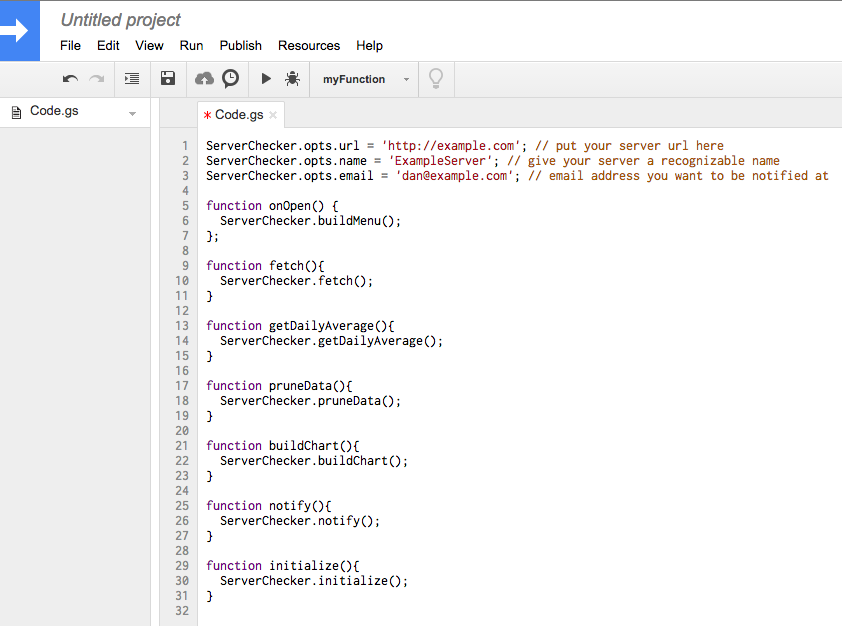 Untitled project
File Edit View Run Publish Resources Help
myFunction
Code.gs
* Code.gs ×
1 ServerChecker.opts.url = 'http://example.com'; // put your server url here
2 ServerChecker.opts.name = 'ExampleServer'; // give your server a recognizable name
3 ServerChecker.opts.email = 'dan@example.com'; // email address you want to be notified at
4
5 function onOpen() {
6   ServerChecker.buildMenu();
7 };
8
9 function fetch(){
10   ServerChecker.fetch();
11 }
12
13 function getDailyAverage(){
14   ServerChecker.getDailyAverage();
15 }
16
17 function pruneData(){
18   ServerChecker.pruneData();
19 }
20
21 function buildChart(){
22   ServerChecker.buildChart();
23 }
24
25 function notify(){
26   ServerChecker.notify();
27 }
28
29 function initialize(){
30   ServerChecker.initialize();
31 }
32